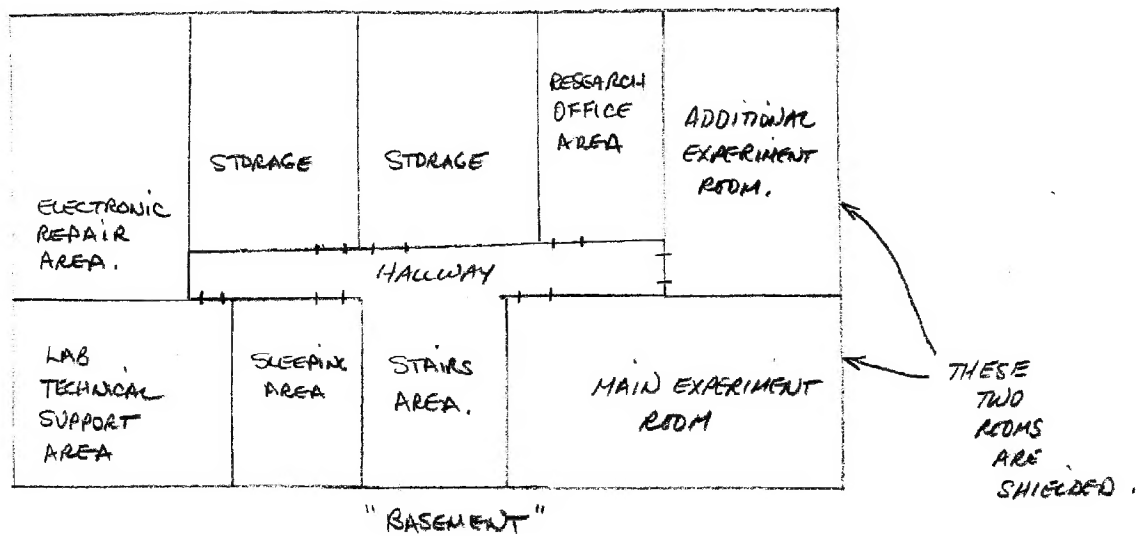 RESEARCH
OFFICE
AREA
ADDITIONAL
EXPERIMENT
ROOM.
STORAGE
STORAGE
ELECTRONIC
REPAIR
AREA.
HALLWAY
LAB
TECHNICAL
SUPPORT
AREA
SLEEPING
AREA
STAIRS
AREA.
MAIN EXPERIMENT
ROOM
THESE
TWO
ROOMS
ARE
SHIELDED.
"BASEMENT"